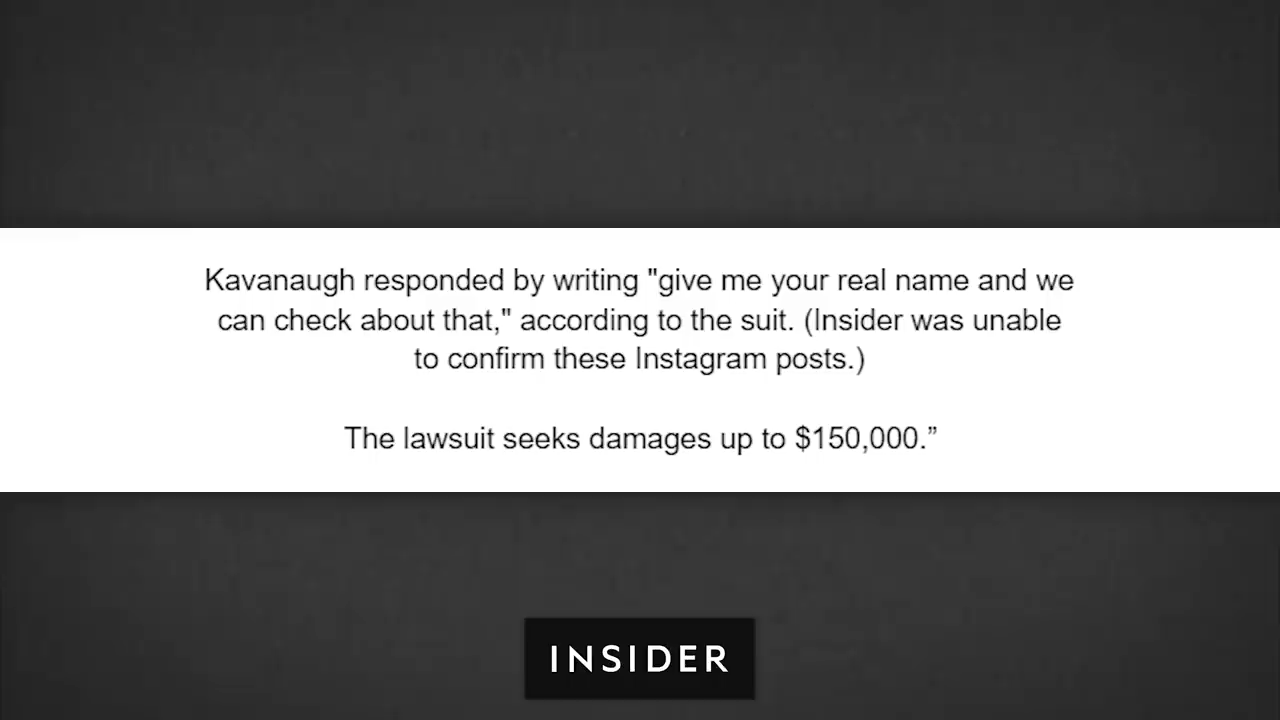 Kavanaugh responded by writing "give me your real name and we
can check about that," according to the suit. (Insider was unable
to confirm these Instagram posts.)
The lawsuit seeks damages up to $150,000.”
INSIDER